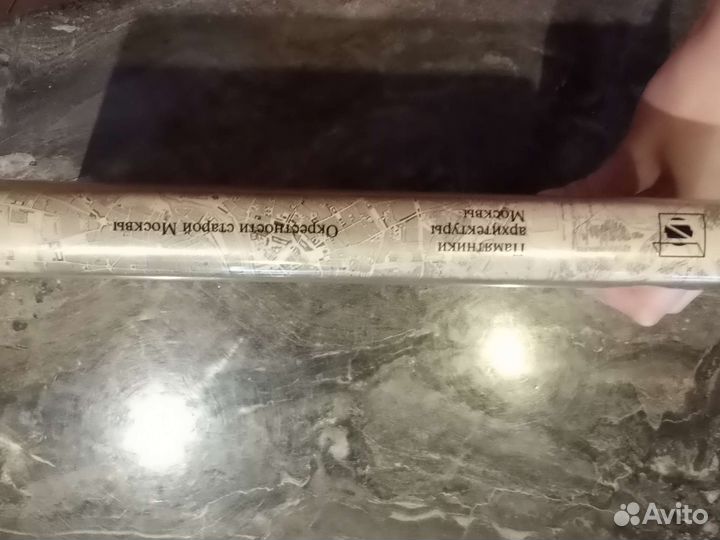 Памятники
архитектуры
Москвы
Окрестности старой Москвы
Avito